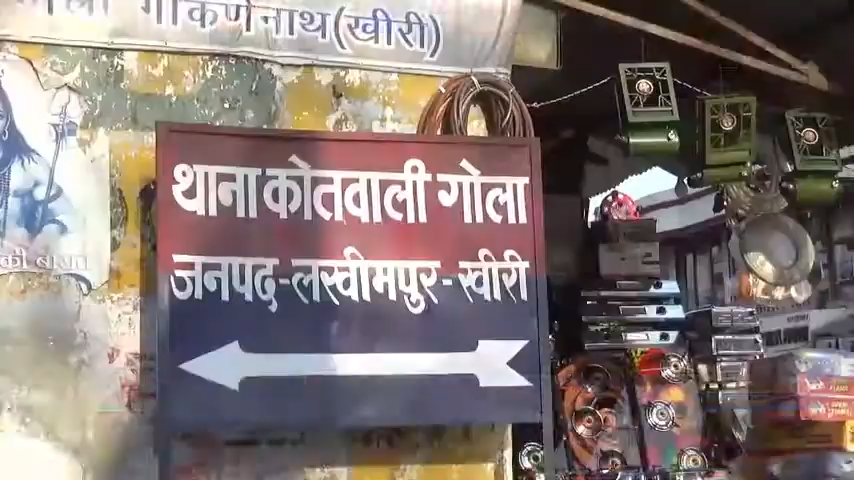 गोकर्णनाथ(खीरी)
थाना कोतवाली गोला
जनपद-लखीमपुर-खीरी
की बारात